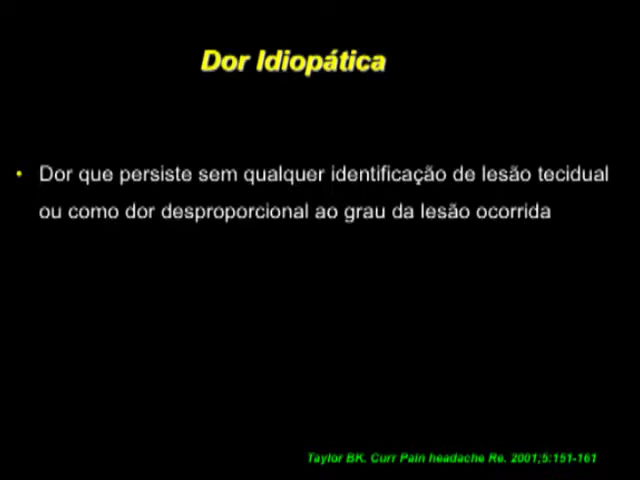 Dor Idiopática
• Dor que persiste sem qualquer identificação de lesão tecidual
ou como dor desproporcional ao grau da lesão ocorrida
Taylor BK. Curr Pain headache Re. 2001;5:151-161